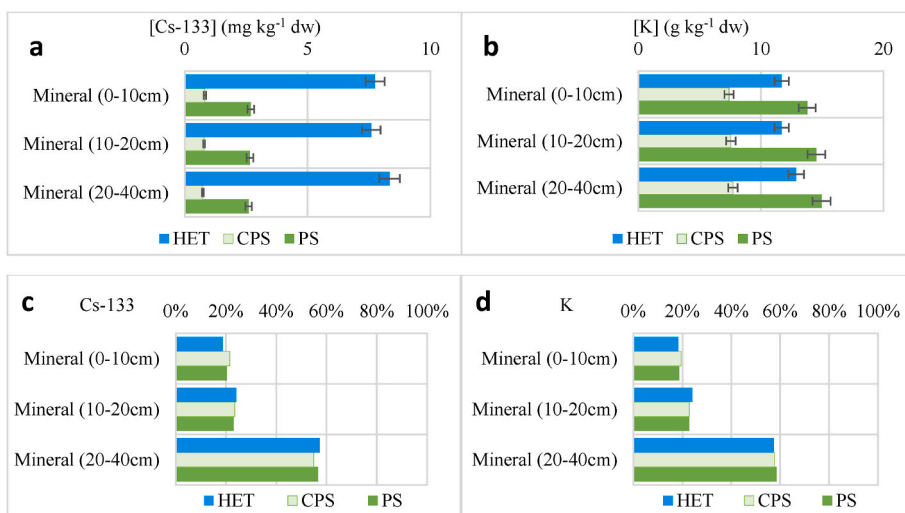 a
[Cs-133] (mg kg⁻¹ dw)
0 5 10
Mineral (0-10cm)
Mineral (10-20cm)
Mineral (20-40cm)
HET CPS PS
b
[K] (g kg⁻¹ dw)
0 10 20
Mineral (0-10cm)
Mineral (10-20cm)
Mineral (20-40cm)
HET CPS PS
c
Cs-133
0% 20% 40% 60% 80% 100%
Mineral (0-10cm)
Mineral (10-20cm)
Mineral (20-40cm)
HET CPS PS
d
K
0% 20% 40% 60% 80% 100%
Mineral (0-10cm)
Mineral (10-20cm)
Mineral (20-40cm)
HET CPS PS